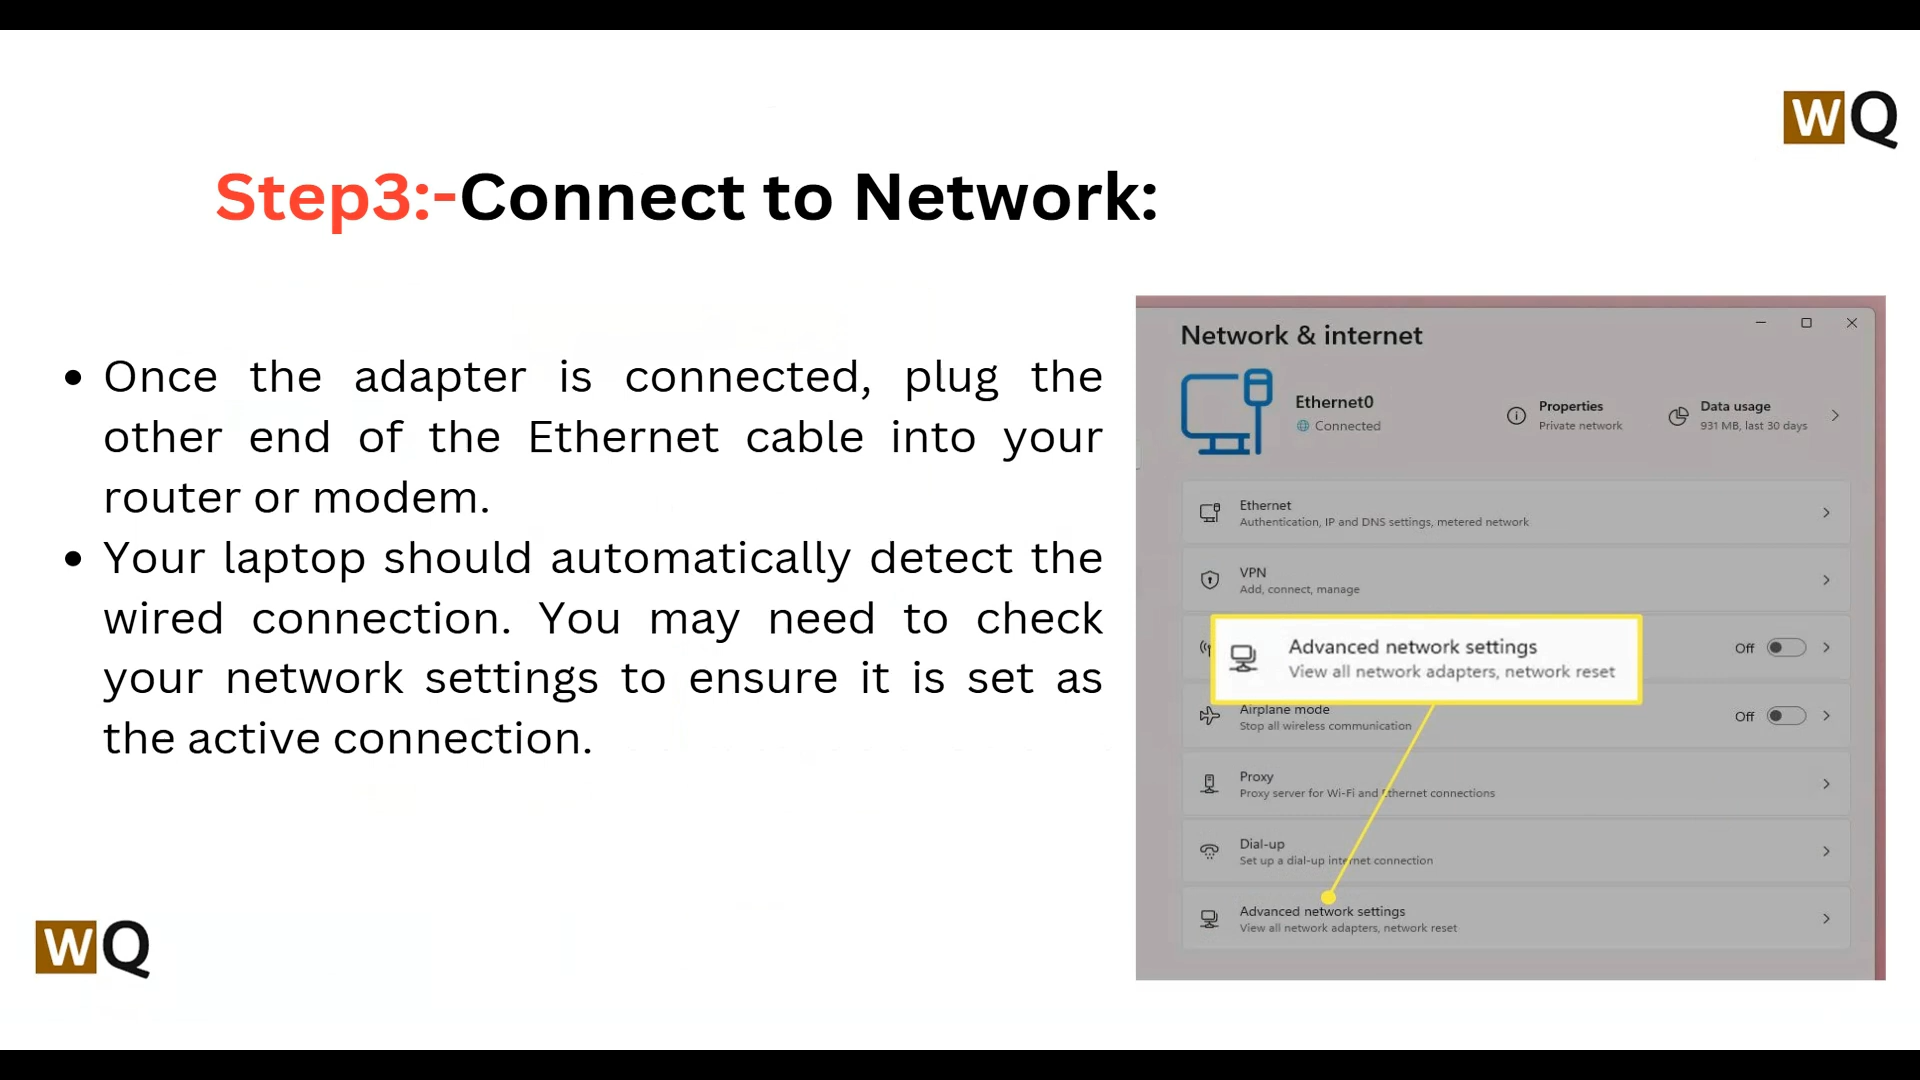 WQ
Step3:-Connect to Network:
• Once the adapter is connected, plug the
other end of the Ethernet cable into your
router or modem.
• Your laptop should automatically detect the
wired connection. You may need to check
your network settings to ensure it is set as
the active connection.
Network & internet
Ethernet0
Connected
Properties
Private network
Data usage
931 MB, last 30 days
Ethernet
Authentication, IP and DNS settings, metered network
VPN
Add, connect, manage
Advanced network settings
View all network adapters, network reset
Off
Airplane mode
Stop all wireless communication
Off
Proxy
Proxy server for Wi-Fi and Ethernet connections
Dial-up
Set up a dial-up internet connection
Advanced network settings
View all network adapters, network reset
WQ